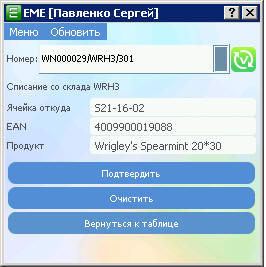 EME [Павленко Сергей]
Меню Обновить
Номер: WN000029/WRH3/301
Списание со склада WRH3
Ячейка откуда S21-16-02
EAN 4009900019088
Продукт Wrigley's Spearmint 20*30
Подтвердить
Очистить
Вернуться к таблице